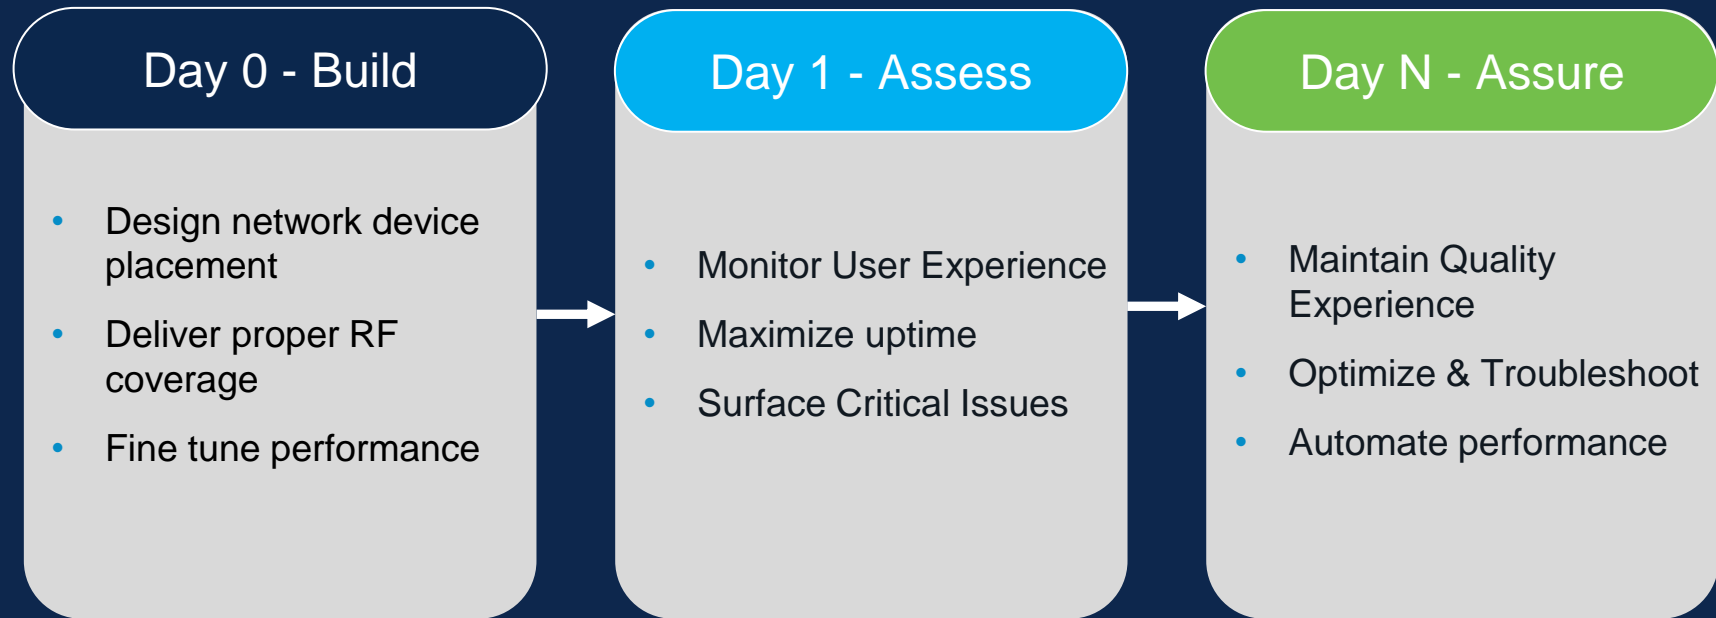 Day 0 - Build
• Design network device
placement
• Deliver proper RF
coverage
• Fine tune performance
Day 1 - Assess
• Monitor User Experience
• Maximize uptime
• Surface Critical Issues
Day N - Assure
• Maintain Quality
Experience
• Optimize & Troubleshoot
• Automate performance